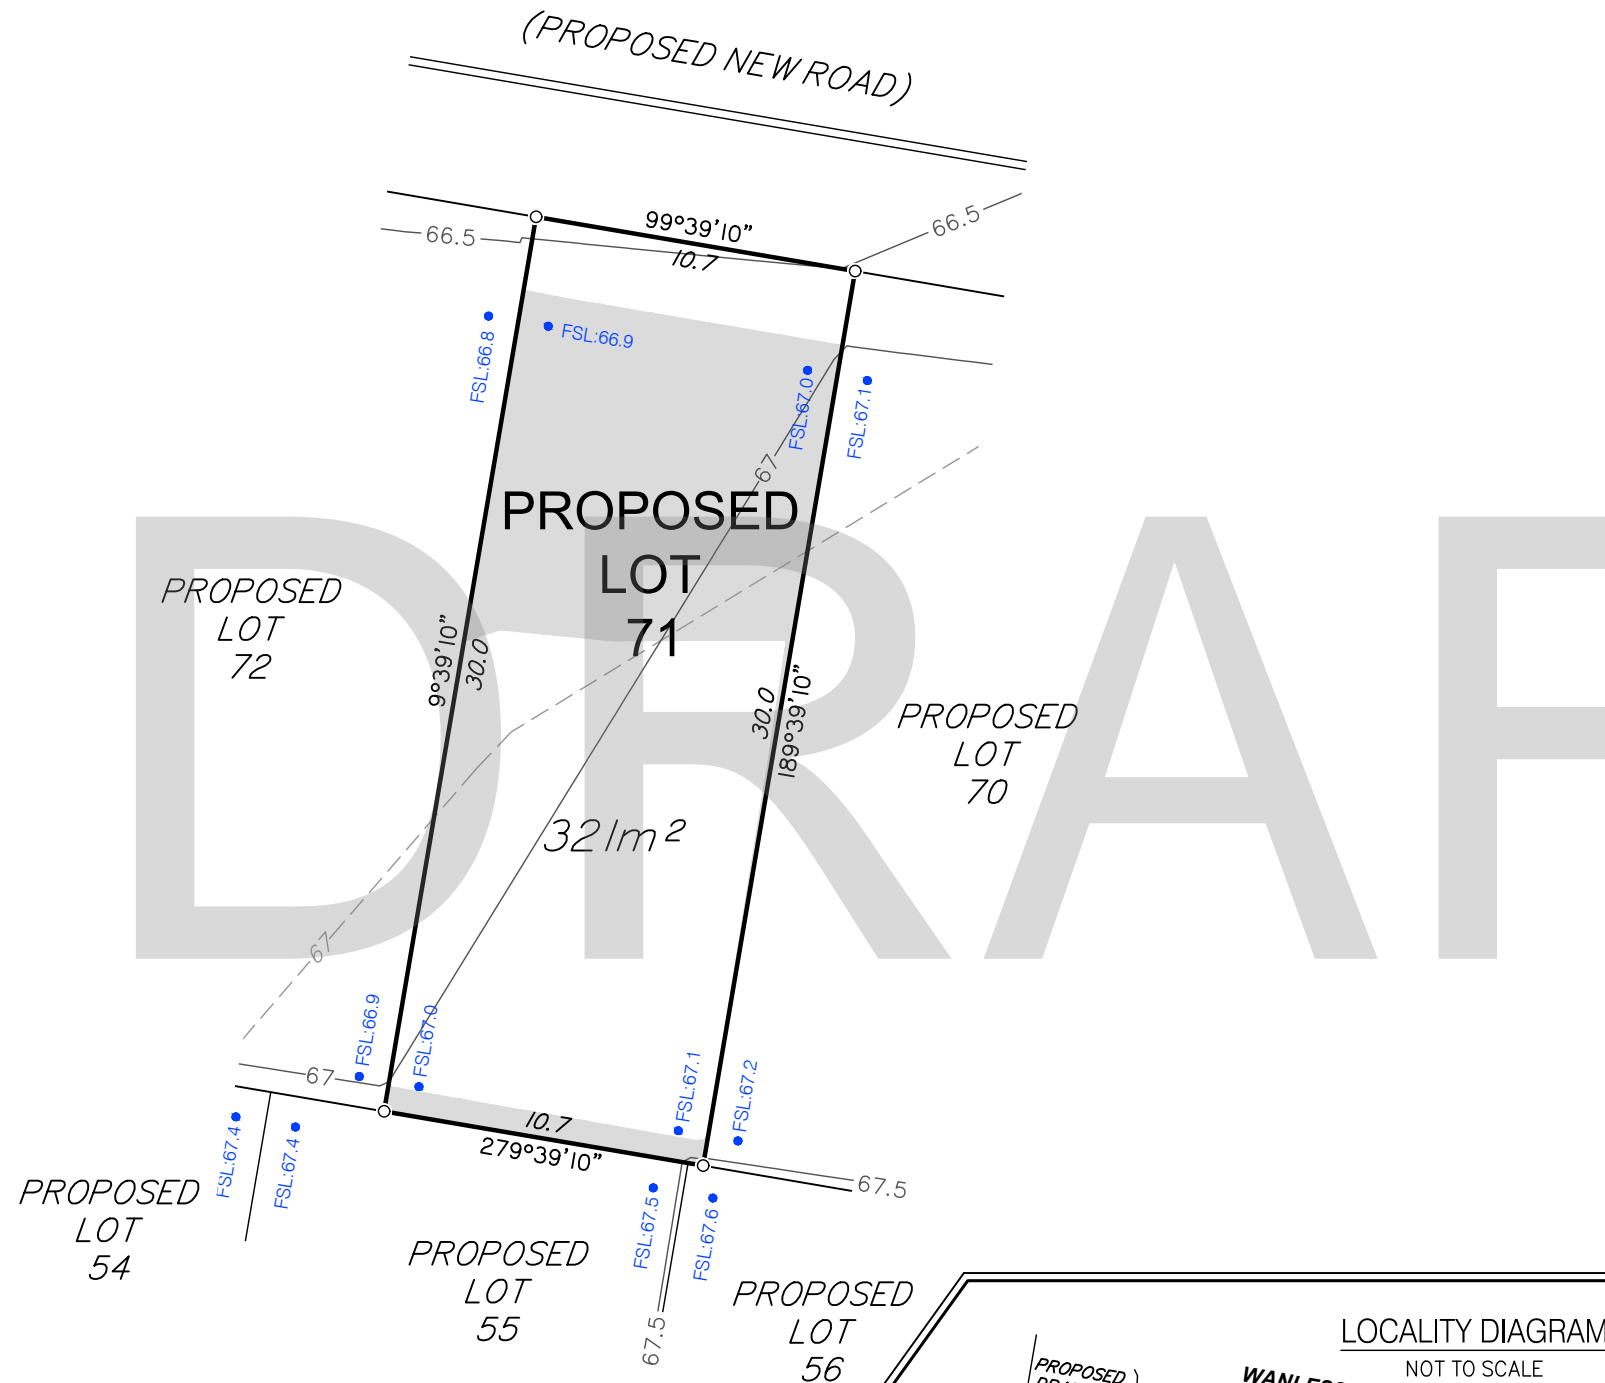 (PROPOSED NEW ROAD)
66.5
99°39'10"
10.7
66.5
FSL:66.8
FSL:66.9
FSL:67.0
FSL:67.1
67
PROPOSED
LOT
71
DRAF
PROPOSED
LOT
72
9°39'10"
30.0
30.0
189°39'10"
PROPOSED
LOT
70
321m²
67
FSL:66.9
FSL:67.0
67
FSL:67.1
FSL:67.2
10.7
279°39'10"
FSL:67.4
FSL:67.4
67.5
PROPOSED
LOT
54
FSL:67.5
FSL:67.6
PROPOSED
LOT
55
PROPOSED
LOT
56
67.5
LOCALITY DIAGRAM
NOT TO SCALE
PROPOSED